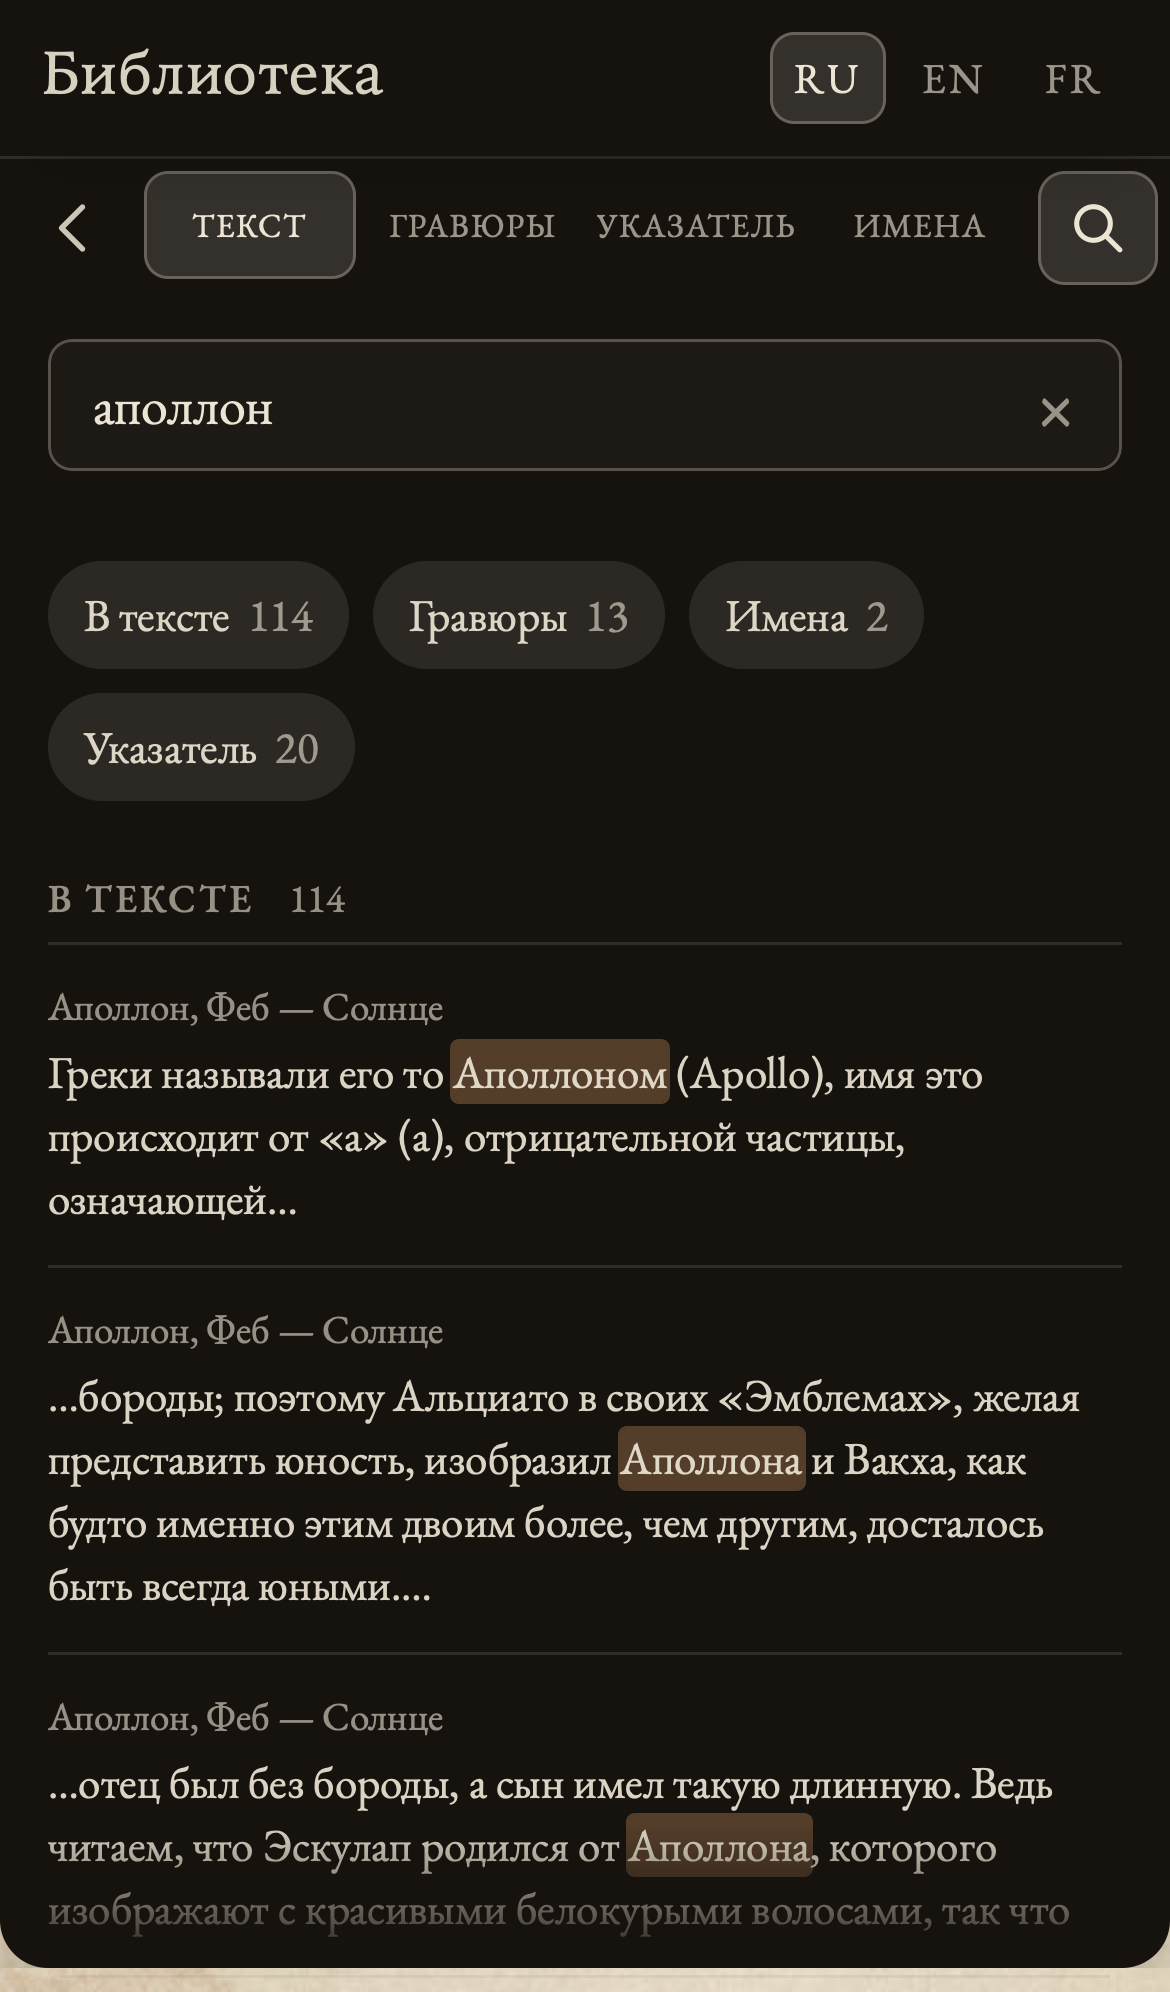 Библиотека RU EN FR
ТЕКСТ ГРАВЮРЫ УКАЗАТЕЛЬ ИМЕНА
аполлон
В тексте 114 Гравюры 13 Имена 2
Указатель 20
В ТЕКСТЕ 114
Аполлон, Феб — Солнце
Греки называли его то Аполлоном (Apollo), имя это
происходит от «а» (a), отрицательной частицы,
означающей...
Аполлон, Феб — Солнце
...бороды; поэтому Альциато в своих «Эмблемах», желая
представить юность, изобразил Аполлона и Вакха, как
будто именно этим двоим более, чем другим, досталось
быть всегда юными....
Аполлон, Феб — Солнце
...отец был без бороды, а сын имел такую длинную. Ведь
читаем, что Эскулап родился от Аполлона, которого
изображают с красивыми белокурыми волосами, так что